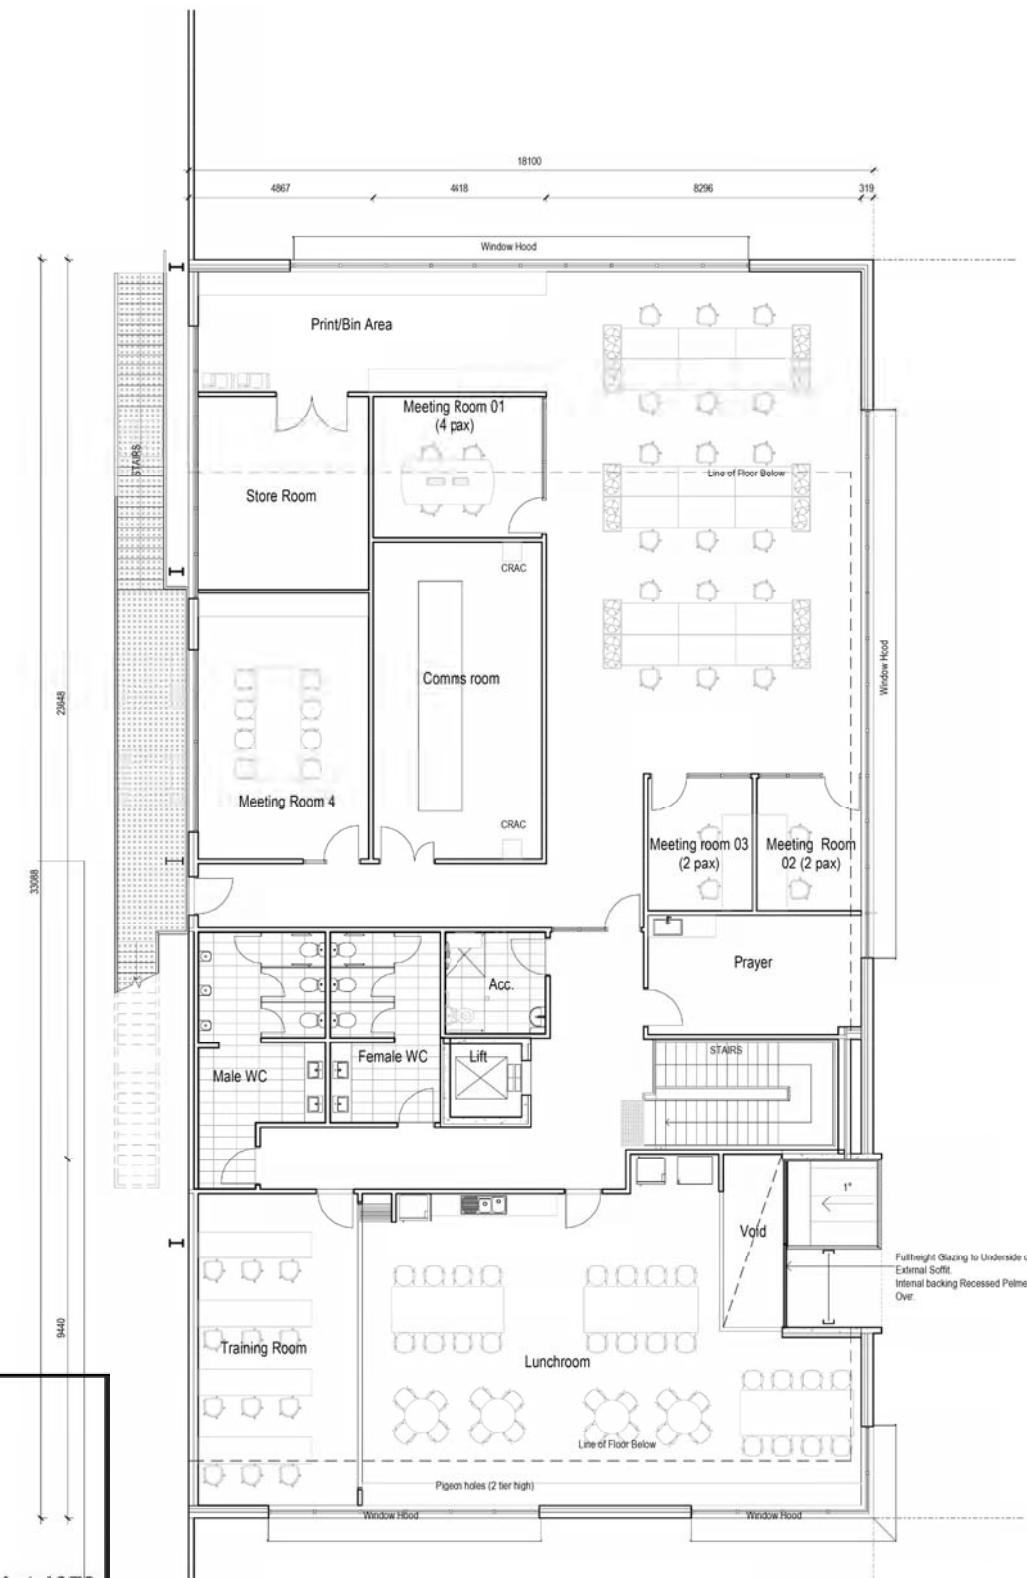 18100
4867
4418
8296
319
Window Hood
Print/Bin Area
Meeting Room 01
(4 pax)
STAIRS
Line of Floor Below
Store Room
CRAC
Window Hood
Comms room
23648
Meeting Room 4
CRAC
Meeting room 03
(2 pax)
Meeting Room
02 (2 pax)
33088
Prayer
Acc.
STAIRS
Lift
Female WC
Male WC
1°
Void
Fullheight Glazing to Underside
External Soffit.
Internal backing Recessed
Over.
9440
Training Room
Lunchroom
Line of Floor Below
Pigeon holes (2 tier high)
Window Hood
Window Hood